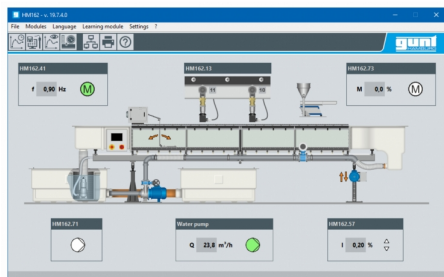 HM162 - v. 19.7.4.0
File Modules Language Learning module Settings ?
gunt
HM162.41
f 0,90 Hz M
HM162.13
11 10
HM162.73
M 0,0 % M
HM162.71
Water pump
Q 23,8 m³/h
HM162.57
I 0,20 %